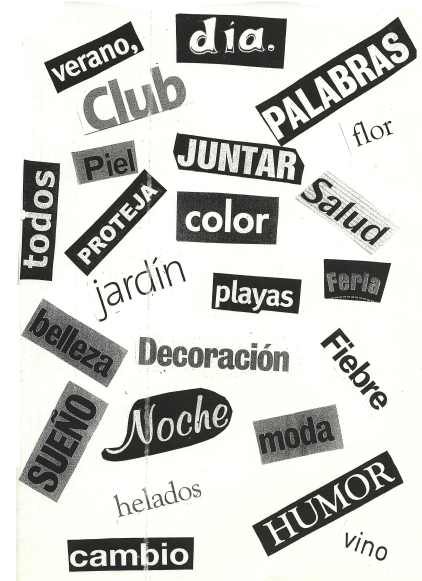 verano,
día.
Club
PALABRAS
flor
Piel
JUNTAR
todos
PROTEJA
color
Salud
jardín
playas
Feria
belleza
Decoración
Fiebre
SUEÑO
Noche
moda
helados
HUMOR
vino
cambio